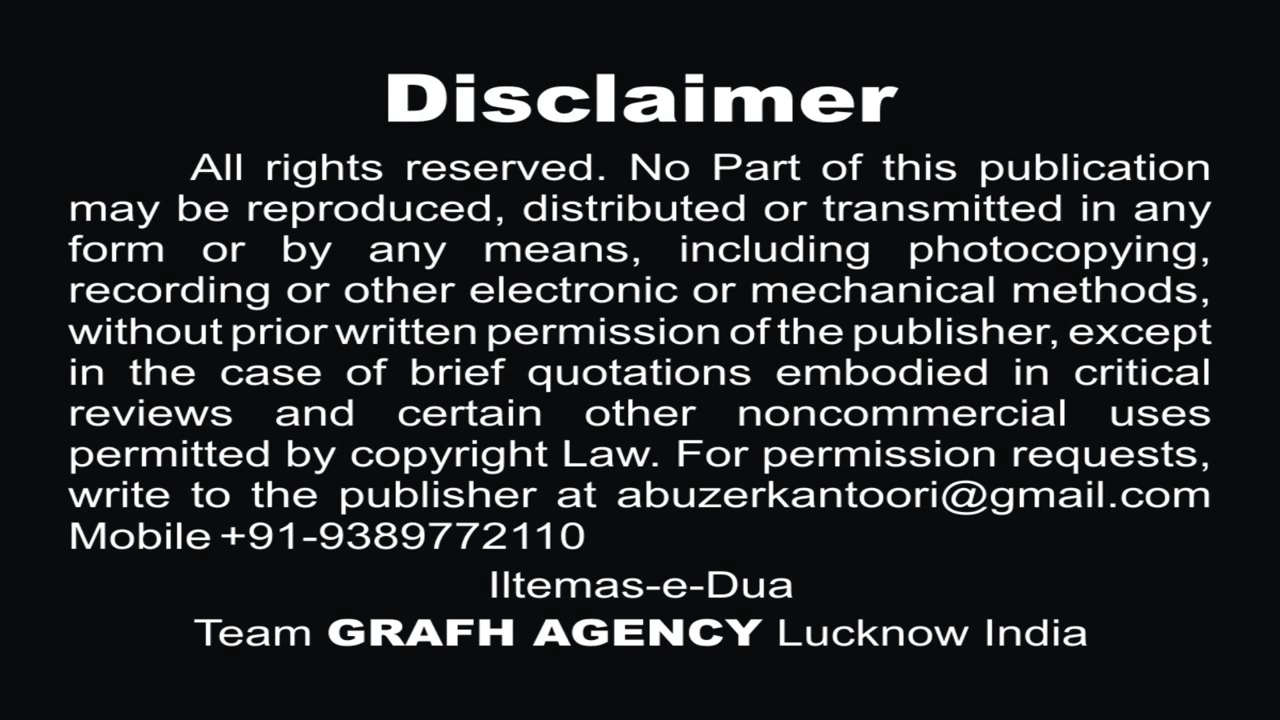 Disclaimer
All rights reserved. No Part of this publication
may be reproduced, distributed or transmitted in any
form or by any means, including photocopying,
recording or other electronic or mechanical methods,
without prior written permission of the publisher, except
in the case of brief quotations embodied in critical
reviews and certain other noncommercial uses
permitted by copyright Law. For permission requests,
write to the publisher at abuzerkantoori@gmail.com
Mobile +91-9389772110
IItemas-e-Dua
Team GRAFH AGENCY Lucknow India